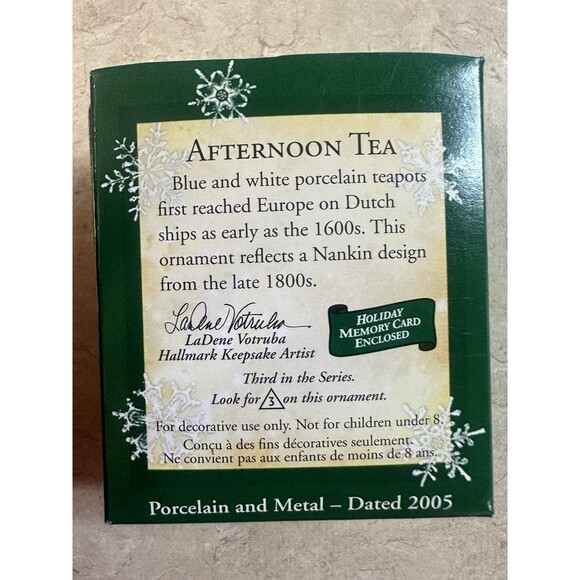 AFTERNOON TEA
Blue and white porcelain teapots
first reached Europe on Dutch
ships as early as the 1600s. This
ornament reflects a Nankin design
from the late 1800s.
LaDene Votruba
LaDene Votruba
Hallmark Keepsake Artist
HOLIDAY
MEMORY CARD
ENCLOSED
Third in the Series.
Look for 3 on this ornament.
For decorative use only. Not for children under 8.
Conçu à des fins décoratives seulement.
Ne convient pas aux enfants de moins de 8 ans.
Porcelain and Metal – Dated 2005